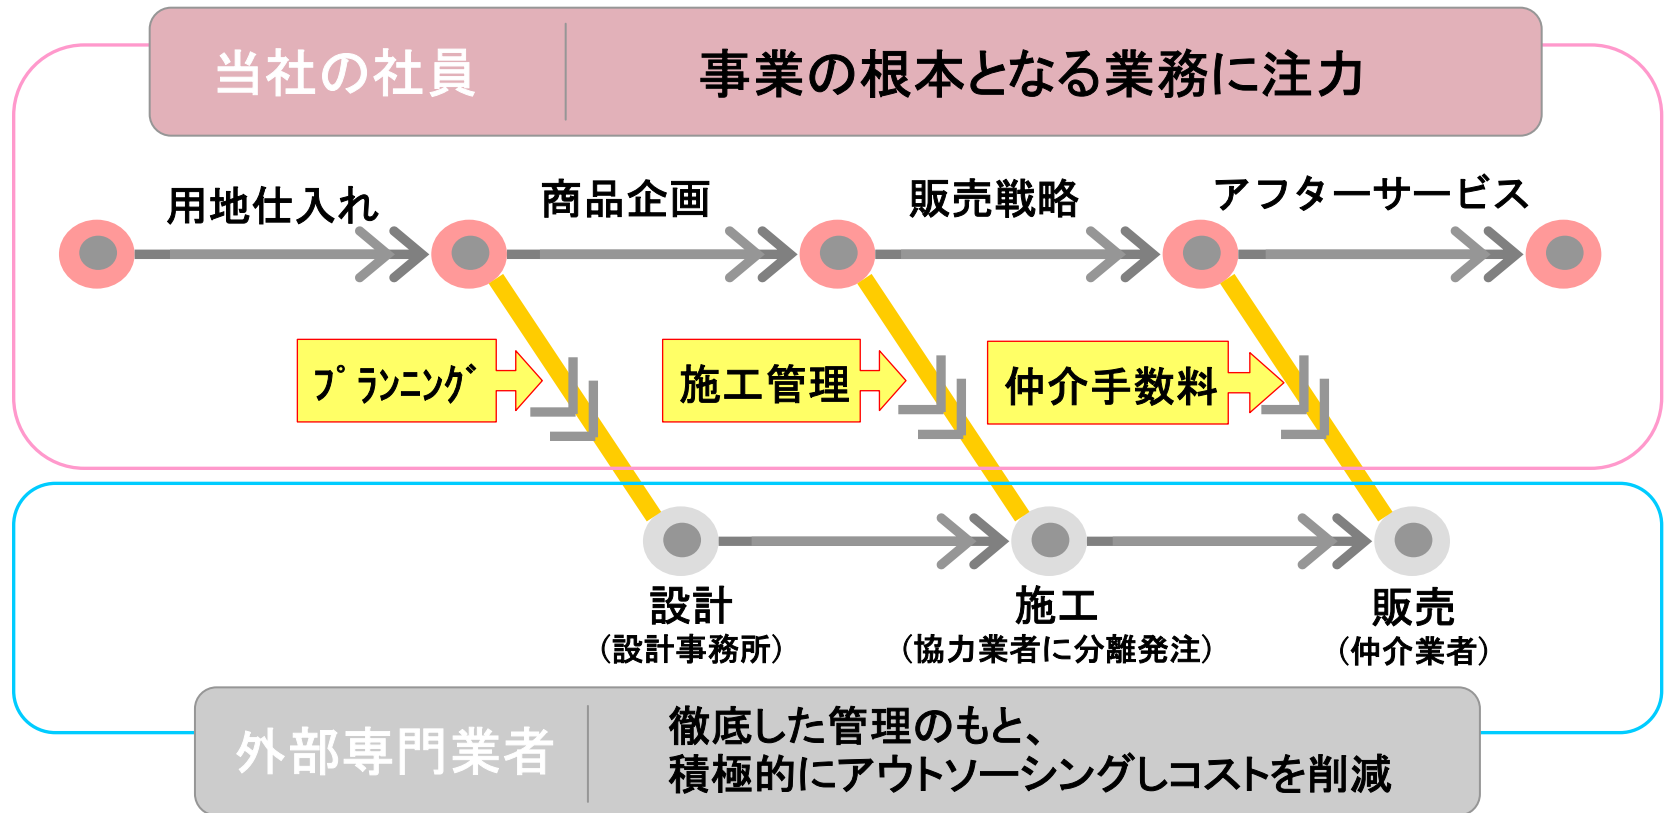 当社の社員
事業の根本となる業務に注力
用地仕入れ
商品企画
販売戦略
アフターサービス
ﾌﾟﾗﾝﾆﾝｸﾞ
施工管理
仲介手数料
設計
(設計事務所)
施工
(協力業者に分離発注)
販売
(仲介業者)
外部専門業者
徹底した管理のもと、
積極的にアウトソーシングしコストを削減